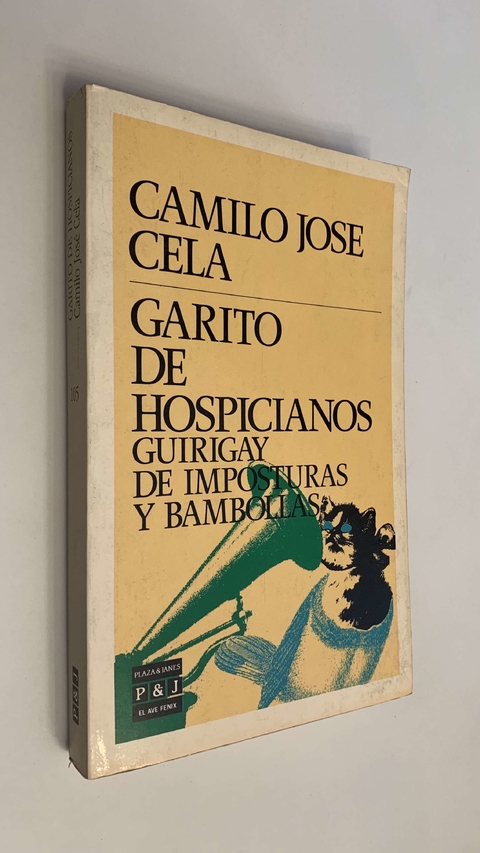 CAMILO JOSE
CELA
GARITO
DE
HOSPICIANOS
GUIRIGAY
DE IMPOSTURAS
Y BAMBOLLAS
PLAZA & JANES
P & J
EL AVE FENIX
GARITO DE HOSPICIANOS
Camilo José Cela
P&J